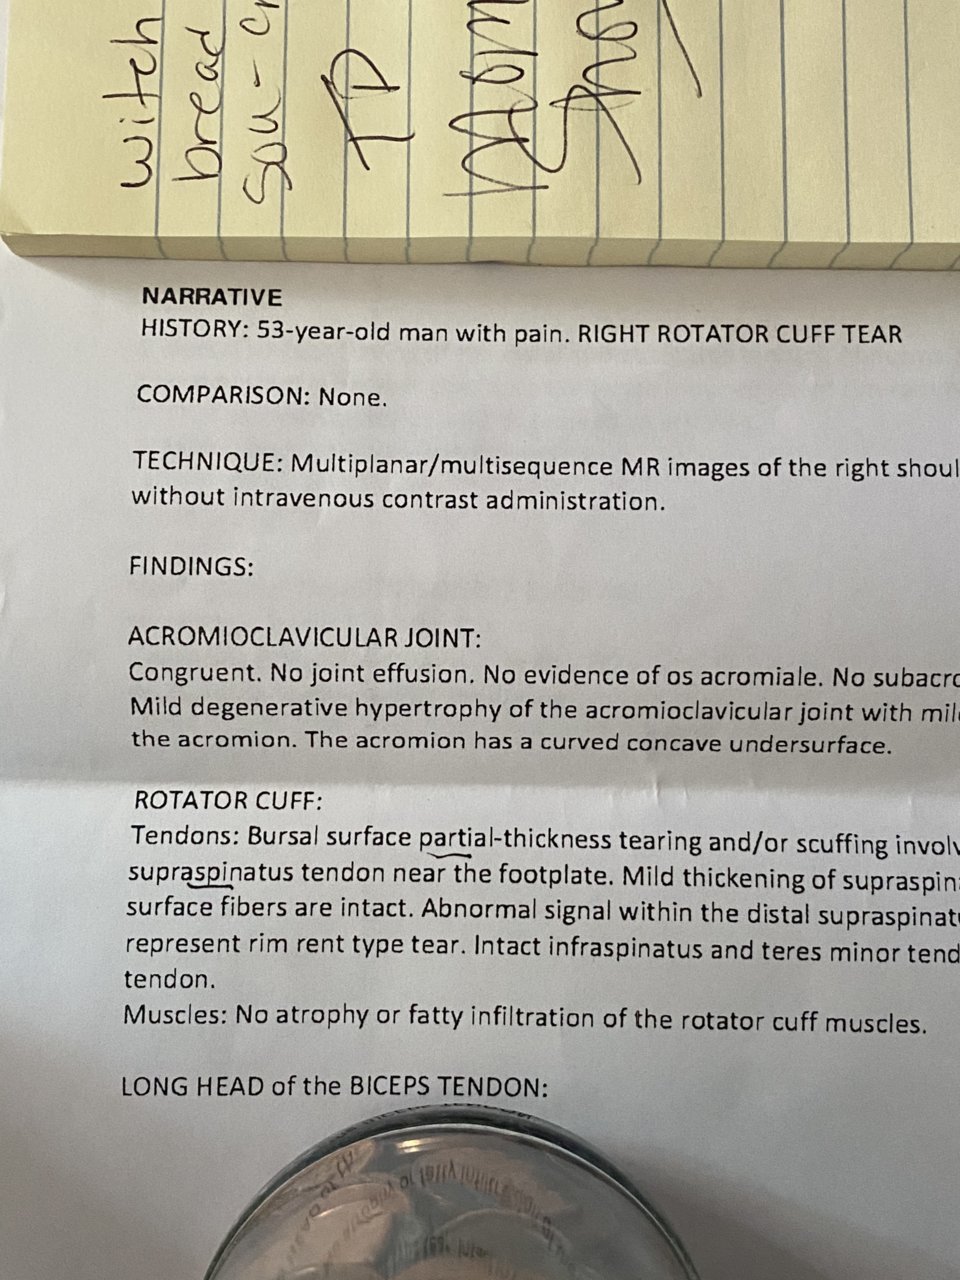 witch
bread
sou-
TP
Mom
NARRATIVE
HISTORY: 53-year-old man with pain. RIGHT ROTATOR CUFF TEAR
COMPARISON: None.
TECHNIQUE: Multiplanar/multisequence MR images of the right shoul
without intravenous contrast administration.
FINDINGS:
ACROMIOCLAVICULAR JOINT:
Congruent. No joint effusion. No evidence of os acromiale. No subacro
Mild degenerative hypertrophy of the acromioclavicular joint with mil
the acromion. The acromion has a curved concave undersurface.
ROTATOR CUFF:
Tendons: Bursal surface partial-thickness tearing and/or scuffing involv
supraspinatus tendon near the footplate. Mild thickening of supraspin
surface fibers are intact. Abnormal signal within the distal supraspinat
represent rim rent type tear. Intact infraspinatus and teres minor tend
tendon.
Muscles: No atrophy or fatty infiltration of the rotator cuff muscles.
LONG HEAD of the BICEPS TENDON: